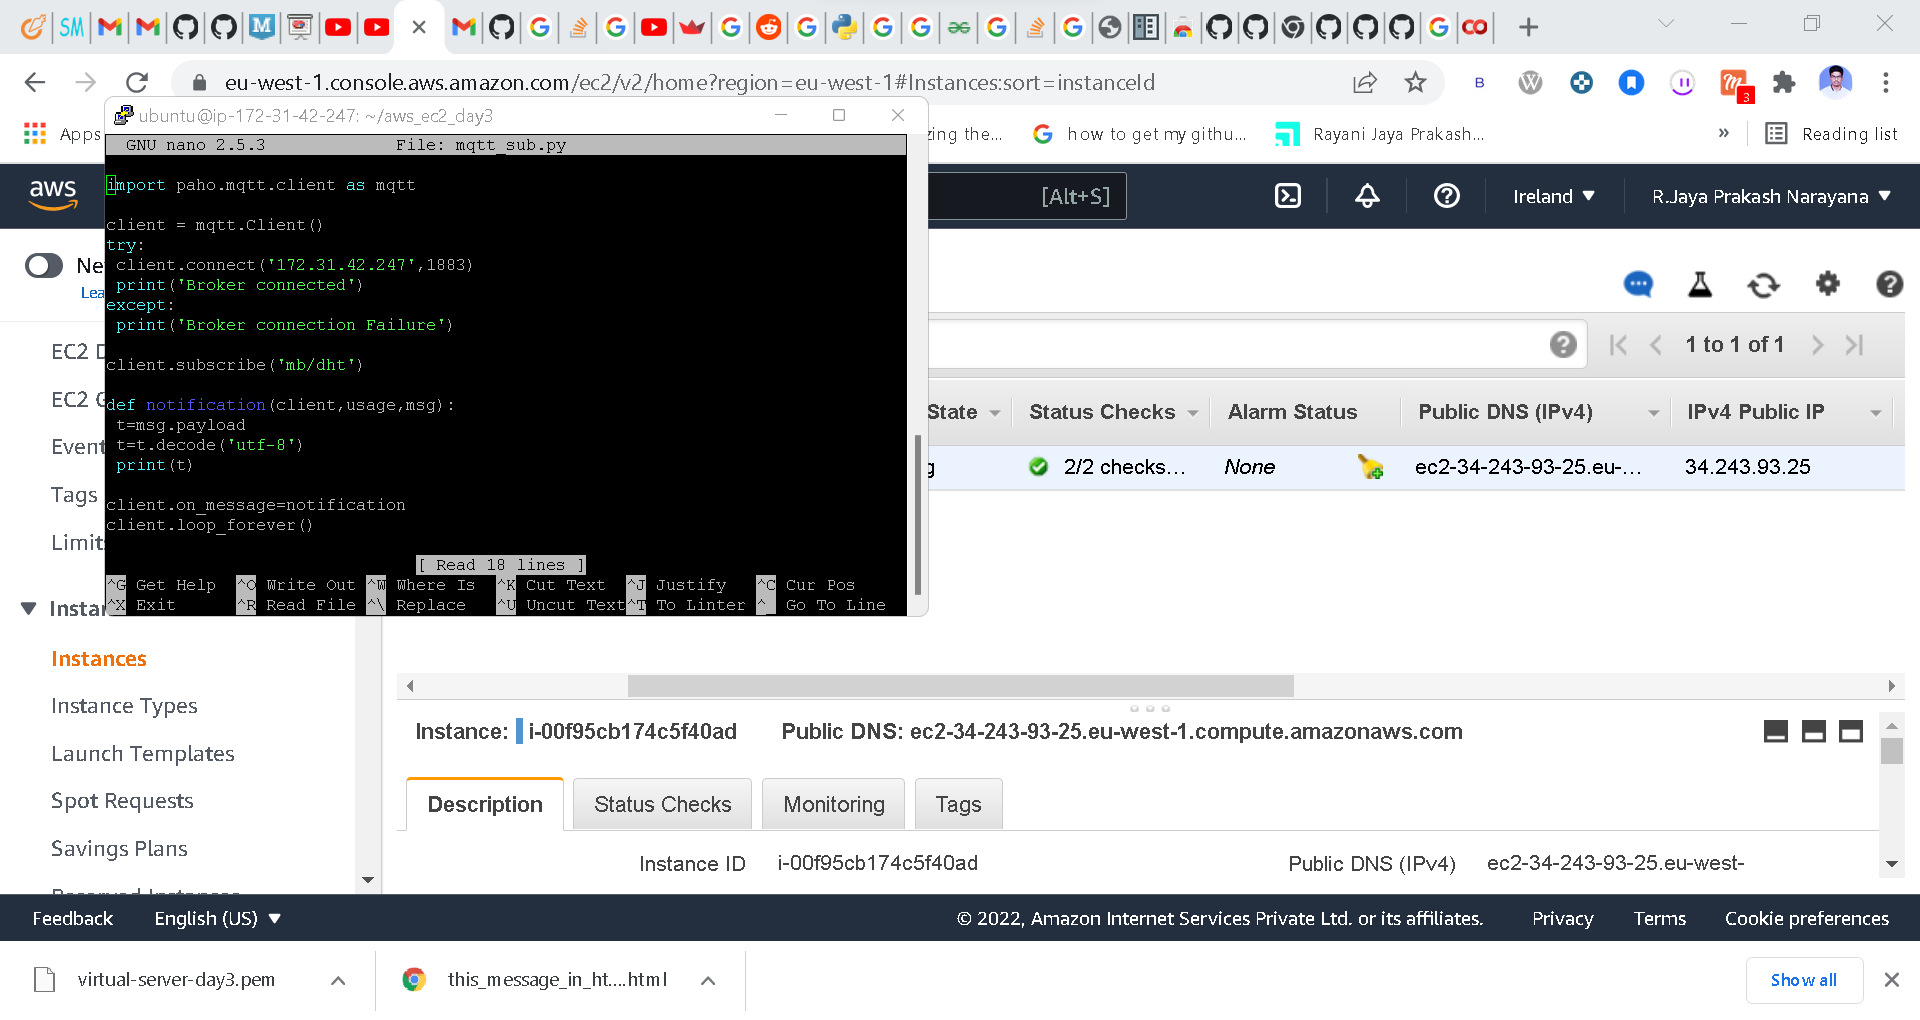 SM
M
eu-west-1.console.aws.amazon.com/ec2/v2/home?region=eu-west-1#Instances:sort=instanceId
B
3
Apps
zing the...
how to get my githu...
Rayani Jaya Prakash...
»
Reading list
ubuntu@ip-172-31-42-247: ~/aws_ec2_day3
GNU nano 2.5.3 File: mqtt_sub.py
import paho.mqtt.client as mqtt
client = mqtt.Client()
try:
client.connect('172.31.42.247',1883)
print('Broker connected')
except:
print('Broker connection Failure')
client.subscribe('mb/dht')
def notification(client,usage,msg):
t=msg.payload
t=t.decode('utf-8')
print(t)
client.on_message=notification
client.loop_forever()
[ Read 18 lines ]
^G Get Help ^O Write Out ^W Where Is ^K Cut Text ^J Justify ^C Cur Pos
^X Exit ^R Read File ^\ Replace ^U Uncut Text ^T To Linter ^_ Go To Line
aws
[Alt+S]
Ireland
R.Jaya Prakash Narayana
Ne
Lea
EC2 D
EC2 G
Event
Tags
Limits
Instan
Instances
Instance Types
Launch Templates
Spot Requests
Savings Plans
Reserved Instances
1 to 1 of 1
State Status Checks Alarm Status Public DNS (IPv4) IPv4 Public IP
g 2/2 checks... None ec2-34-243-93-25.eu-... 34.243.93.25
Instance: i-00f95cb174c5f40ad Public DNS: ec2-34-243-93-25.eu-west-1.compute.amazonaws.com
Description Status Checks Monitoring Tags
Instance ID i-00f95cb174c5f40ad Public DNS (IPv4) ec2-34-243-93-25.eu-west-
Feedback English (US) © 2022, Amazon Internet Services Private Ltd. or its affiliates. Privacy Terms Cookie preferences
virtual-server-day3.pem
this_message_in_ht....html
Show all